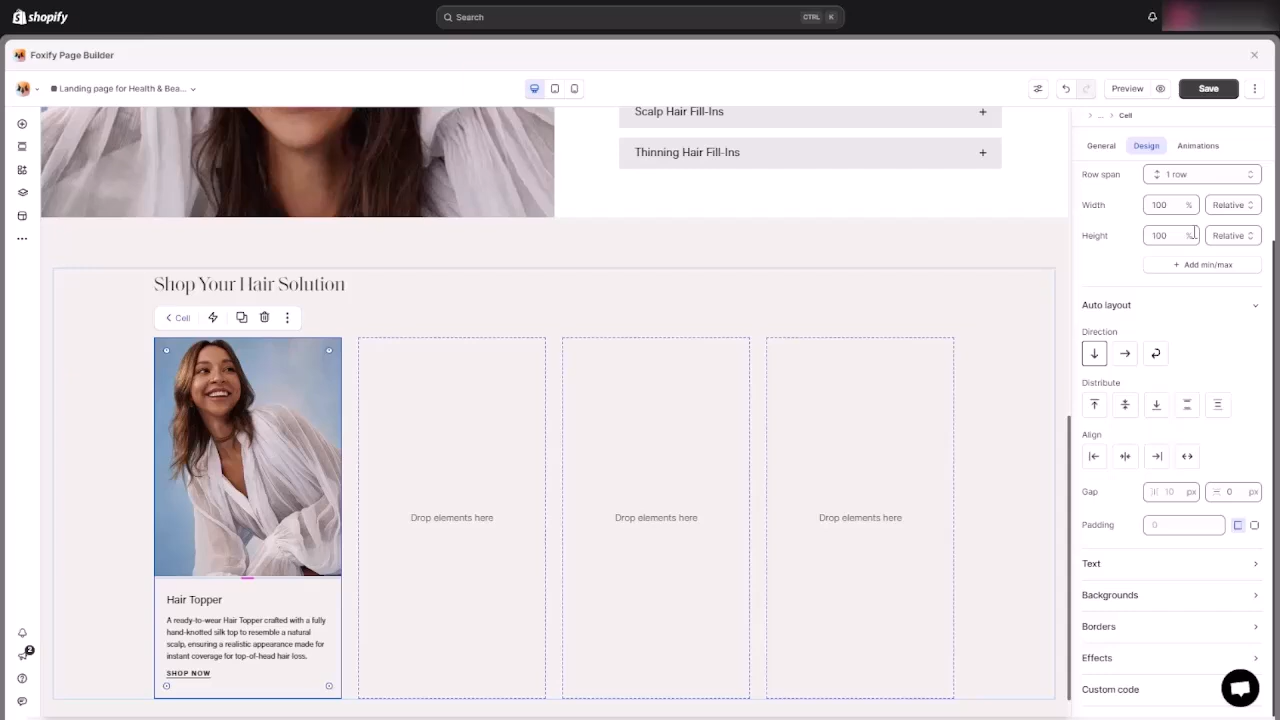 shopify
Search
CTRL K
Foxify Page Builder
Landing page for Health & Bea...
Preview
Save
Scalp Hair Fill-Ins
+
Thinning Hair Fill-Ins
+
Shop Your Hair Solution
Cell
Drop elements here
Drop elements here
Drop elements here
Hair Topper
A ready-to-wear Hair Topper crafted with a fully
hand-knotted silk top to resemble a natural
scalp, ensuring a realistic appearance made for
instant coverage for top-of-head hair loss.
SHOP NOW
2
... > Cell
General
Design
Animations
Row span
1 row
Width
100 %
Relative
Height
100 %
Relative
+ Add min/max
Auto layout
Direction
Distribute
Align
Gap
10 px
0 px
Padding
0
Text
Backgrounds
Borders
Effects
Custom code